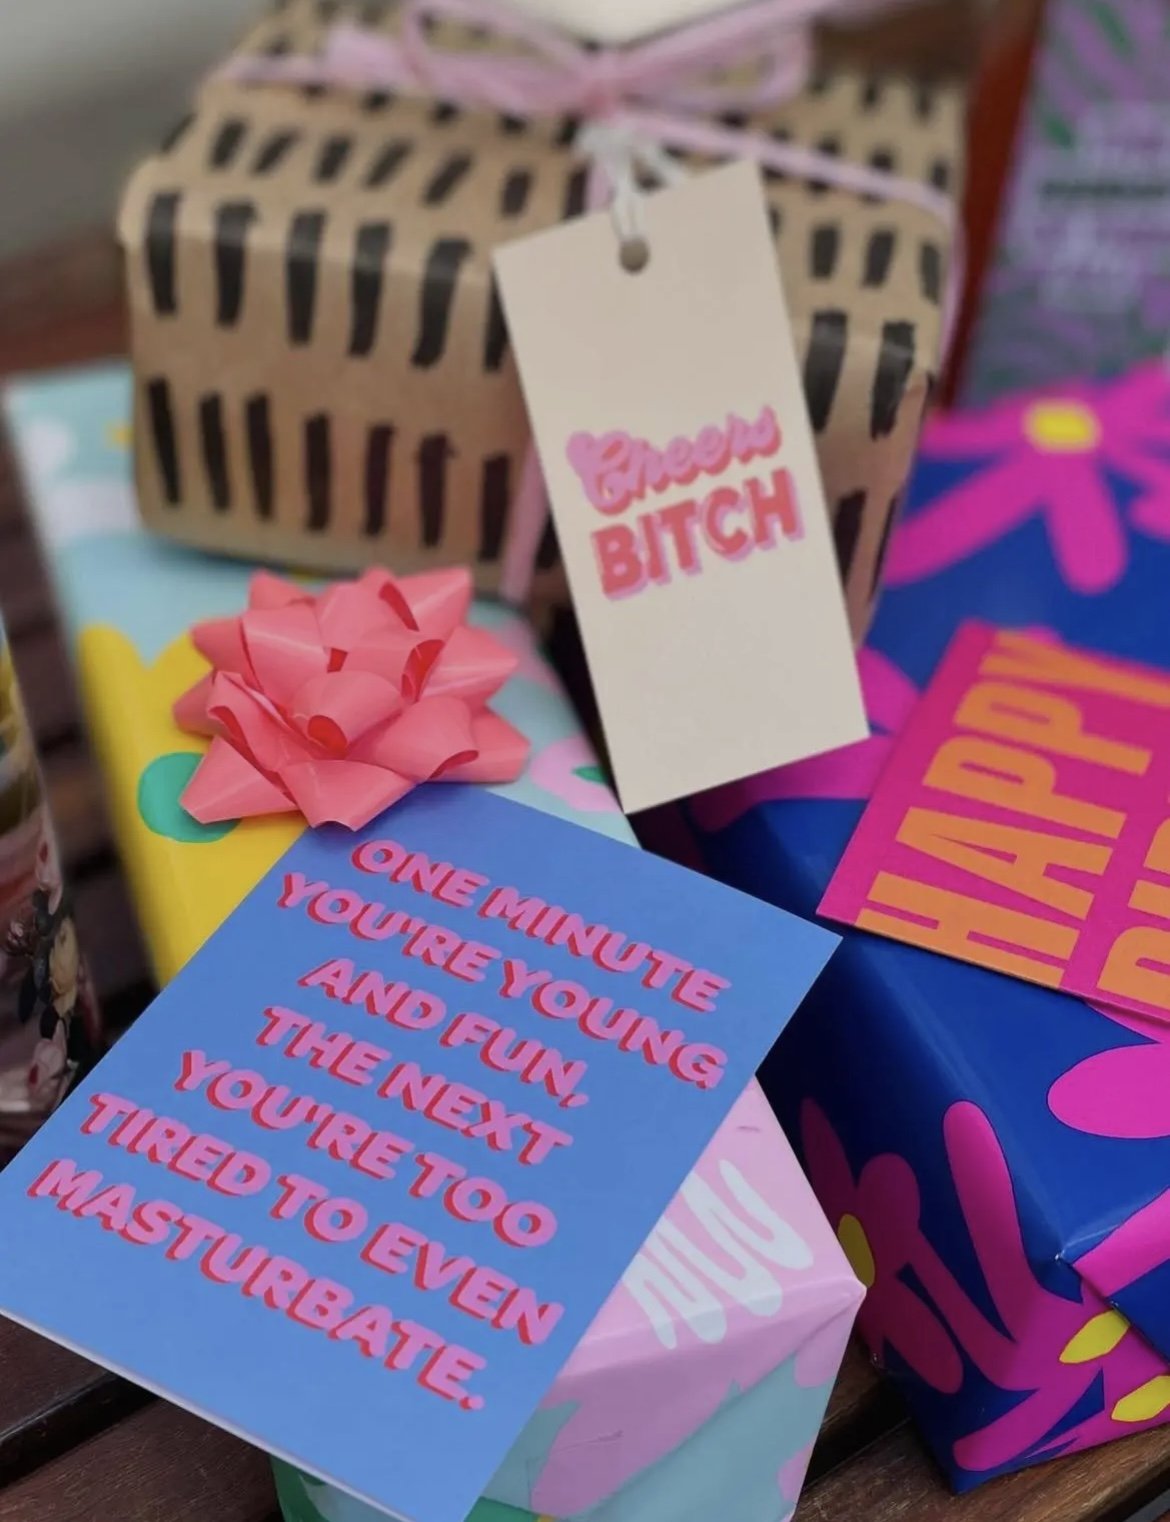 Cheers
BITCH
HAPPY
ONE MINUTE
YOU'RE YOUNG
AND FUN,
THE NEXT
YOU'RE TOO
TIRED TO EVEN
MASTURBATE.